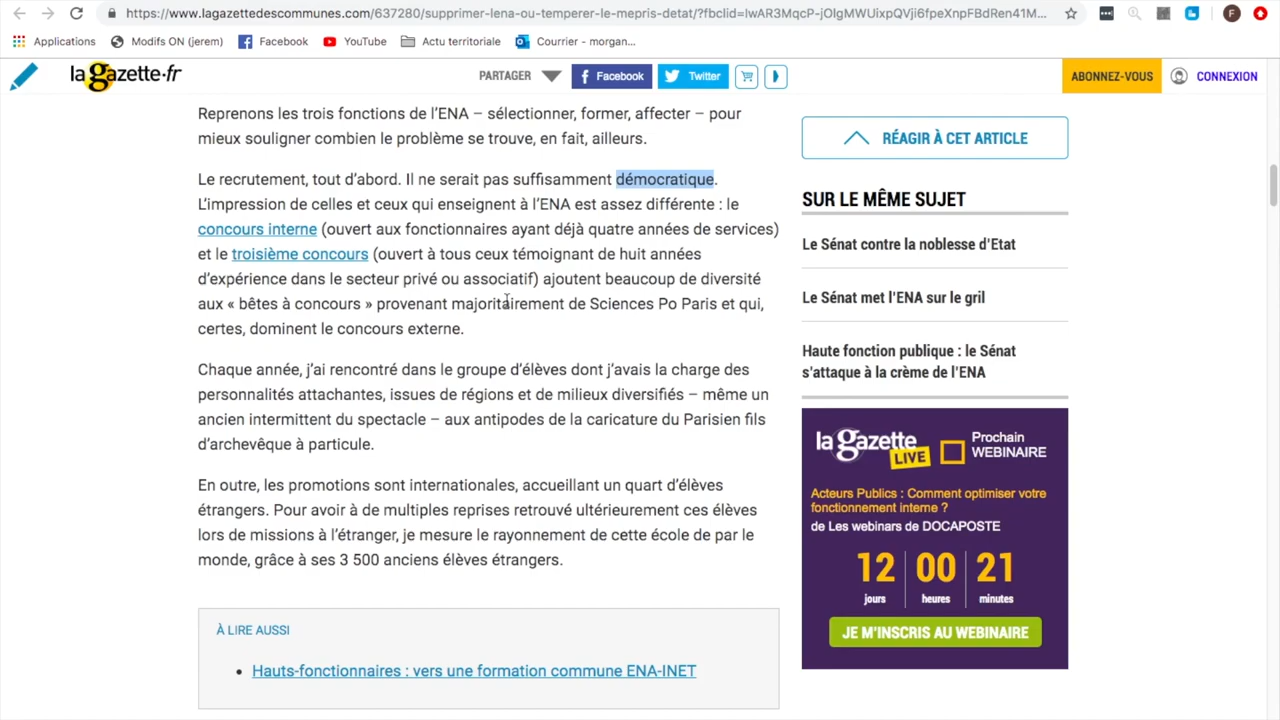 https://www.lagazettedescommunes.com/637280/supprimer-lena-ou-temperer-le-mepris-detat/?fbclid=IwAR3MqcP-jOlgMWUixpQVji6fpeXnpFBdRen41M...
Applications
Modifs ON (jerem)
Facebook
YouTube
Actu territoriale
Courrier - morgan...
la gazette.fr
PARTAGER
Facebook
Twitter
ABONNEZ-VOUS
CONNEXION
Reprenons les trois fonctions de l'ENA – sélectionner, former, affecter – pour
mieux souligner combien le problème se trouve, en fait, ailleurs.
Le recrutement, tout d'abord. Il ne serait pas suffisamment démocratique.
L'impression de celles et ceux qui enseignent à l'ENA est assez différente : le
concours interne (ouvert aux fonctionnaires ayant déjà quatre années de services)
et le troisième concours (ouvert à tous ceux témoignant de huit années
d'expérience dans le secteur privé ou associatif) ajoutent beaucoup de diversité
aux « bêtes à concours » provenant majoritairement de Sciences Po Paris et qui,
certes, dominent le concours externe.
Chaque année, j'ai rencontré dans le groupe d'élèves dont j'avais la charge des
personnalités attachantes, issues de régions et de milieux diversifiés – même un
ancien intermittent du spectacle – aux antipodes de la caricature du Parisien fils
d'archevêque à particule.
En outre, les promotions sont internationales, accueillant un quart d'élèves
étrangers. Pour avoir à de multiples reprises retrouvé ultérieurement ces élèves
lors de missions à l'étranger, je mesure le rayonnement de cette école de par le
monde, grâce à ses 3 500 anciens élèves étrangers.
À LIRE AUSSI
Hauts-fonctionnaires : vers une formation commune ENA-INET
RÉAGIR À CET ARTICLE
SUR LE MÊME SUJET
Le Sénat contre la noblesse d'Etat
Le Sénat met l'ENA sur le gril
Haute fonction publique : le Sénat
s'attaque à la crème de l'ENA
la gazette
LIVE
Prochain
WEBINAIRE
Acteurs Publics : Comment optimiser votre
fonctionnement interne ?
de Les webinars de DOCAPOSTE
12 00 21
jours heures minutes
JE M'INSCRIS AU WEBINAIRE